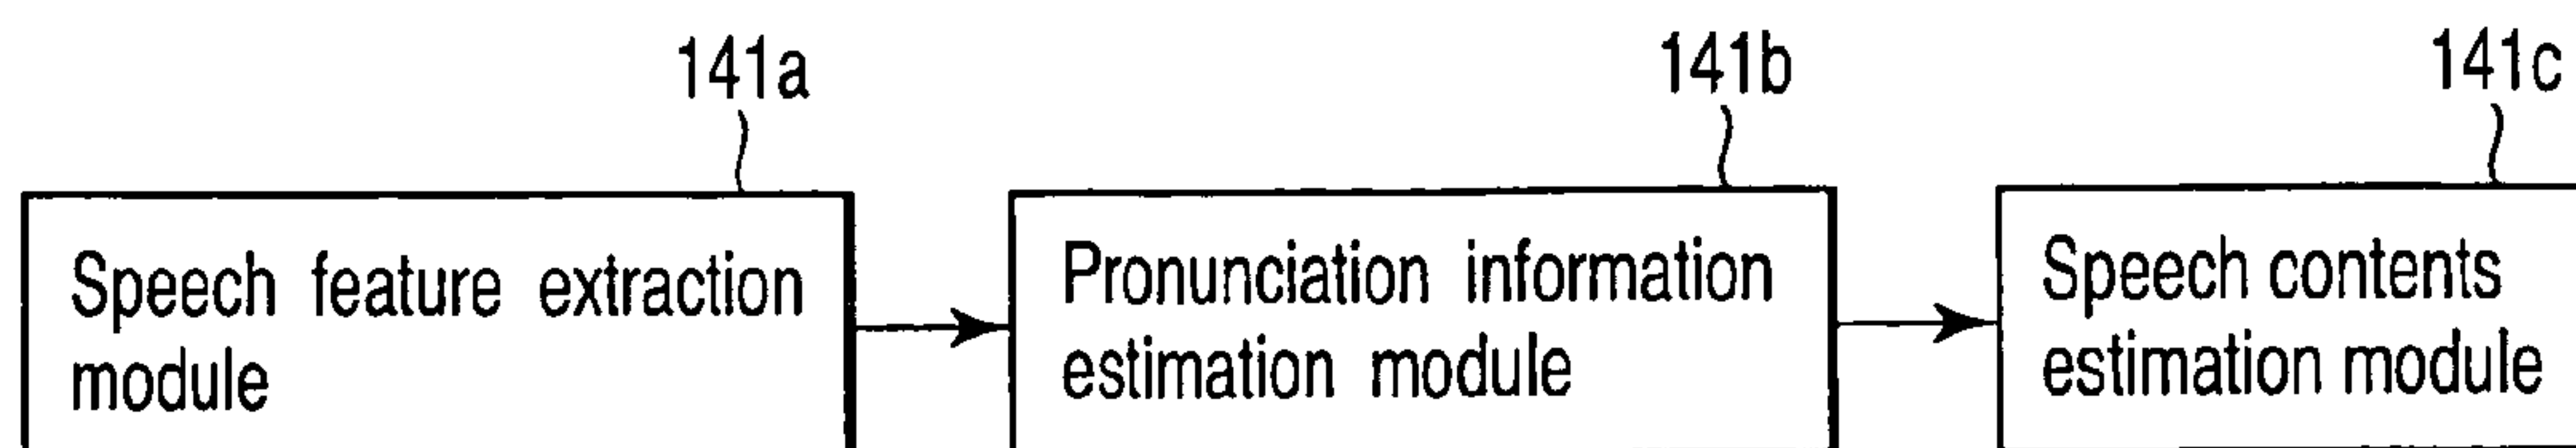 141a
141b
141c
Speech feature extraction
module
Pronunciation information
estimation module
Speech contents
estimation module